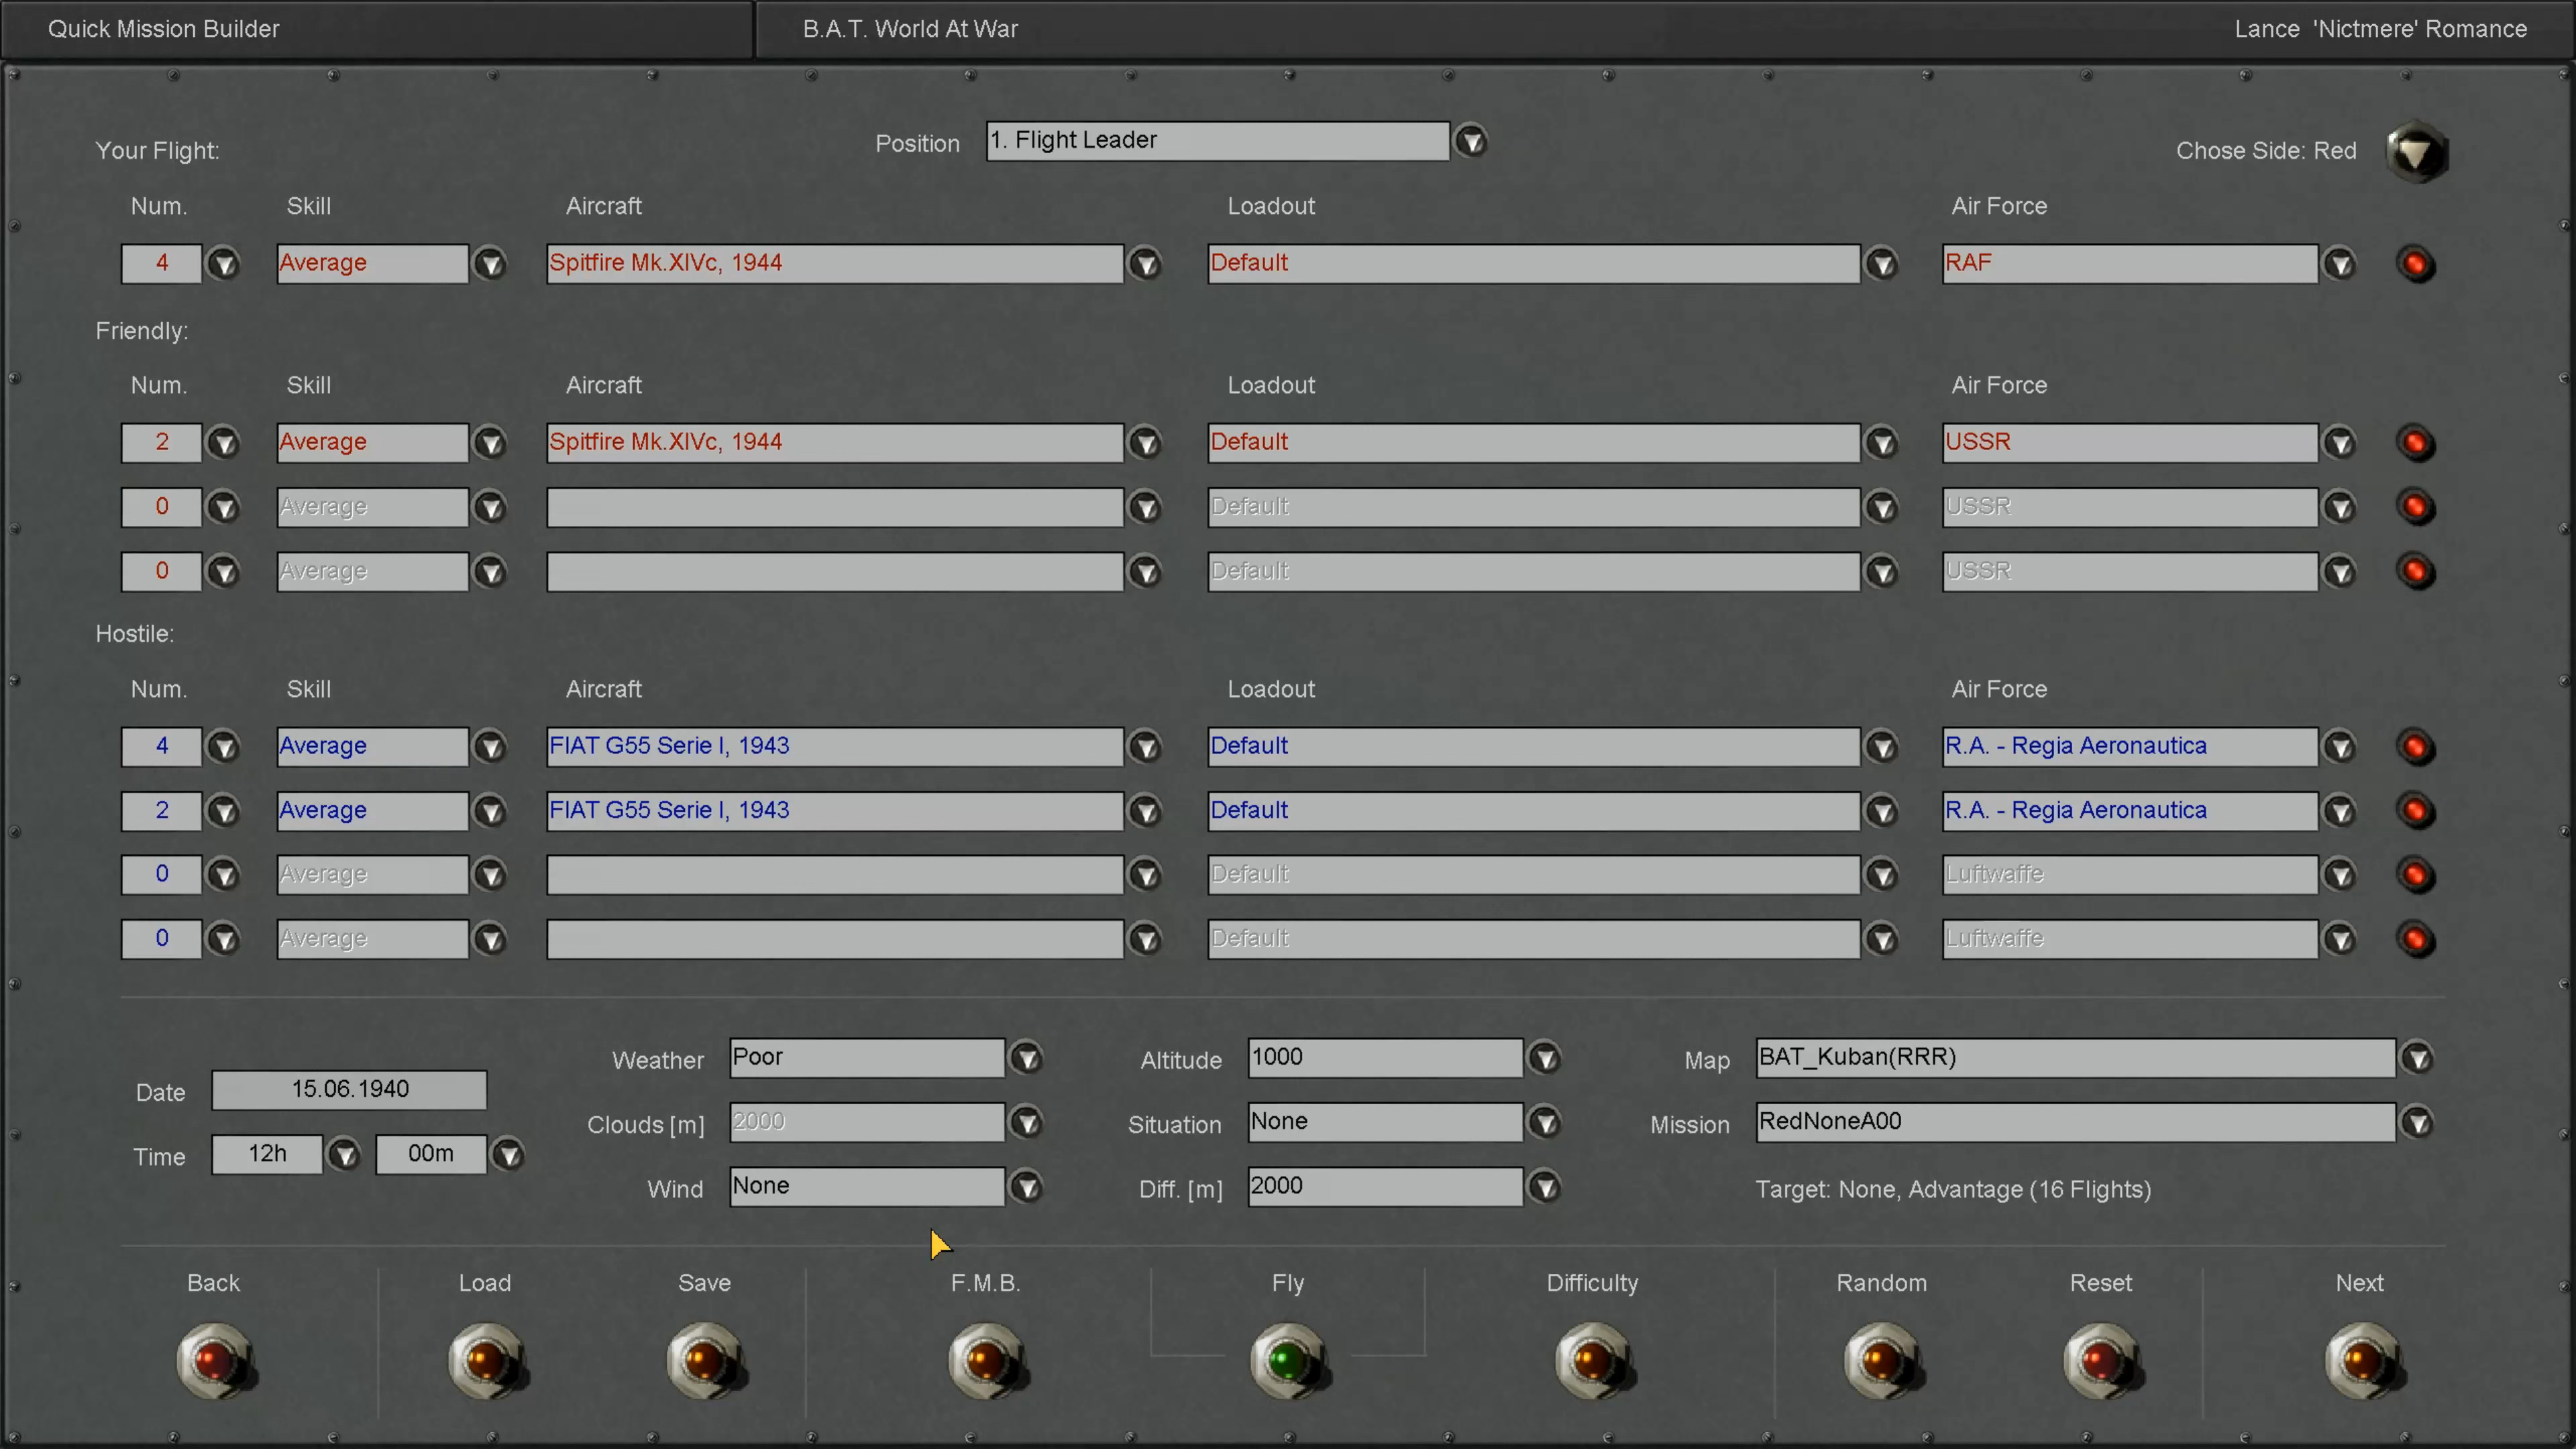 Quick Mission Builder B.A.T. World At War Lance 'Nictmere' Romance
Your Flight: Position 1. Flight Leader Chose Side: Red
Num. Skill Aircraft Loadout Air Force
4 Average Spitfire Mk.XIVc, 1944 Default RAF
Friendly:
Num. Skill Aircraft Loadout Air Force
2 Average Spitfire Mk.XIVc, 1944 Default USSR
0 Average Default USSR
0 Average Default USSR
Hostile:
Num. Skill Aircraft Loadout Air Force
4 Average FIAT G55 Serie I, 1943 Default R.A. - Regia Aeronautica
2 Average FIAT G55 Serie I, 1943 Default R.A. - Regia Aeronautica
0 Average Default Luftwaffe
0 Average Default Luftwaffe
Weather Poor Altitude 1000 Map BAT_Kuban(RRR)
Date 15.06.1940
Clouds [m] 2000 Situation None Mission RedNoneA00
Time 12h 00m
Wind None Diff. [m] 2000 Target: None, Advantage (16 Flights)
Back Load Save F.M.B. Fly Difficulty Random Reset Next